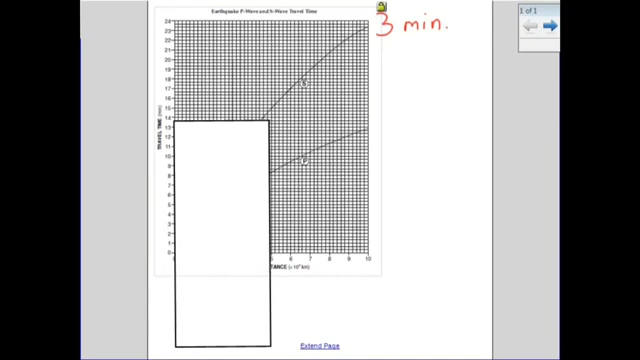 1 of 1
Earthquake P-Wave and S-Wave Travel Time
3 min.
24
23
22
21
20
19
18
17
16
15
14
13
12
11
10
9
8
7
6
5
4
3
2
1
0
TRAVEL TIME (min)
S
P
5 6 7 8 9 10
TANCE (×10³ km)
Extend Page